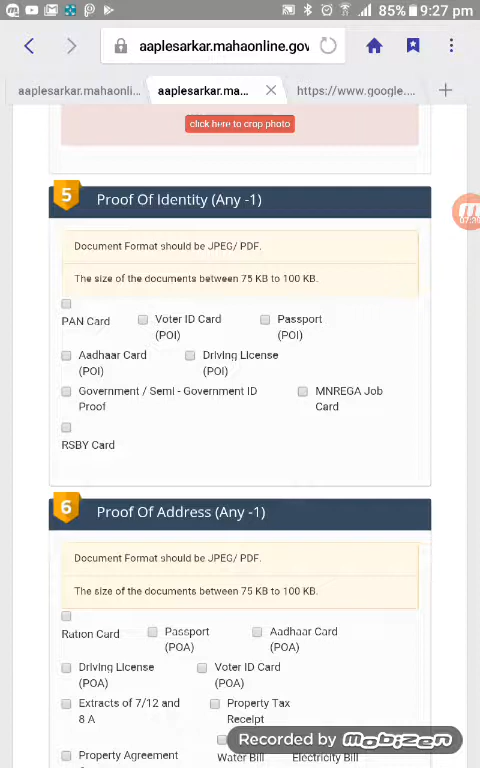 85% 9:27 pm
aaplesarkar.mahaonline.gov
aaplesarkar.mahaonli... aaplesarkar.ma... https://www.google....
click here to crop photo
5 Proof Of Identity (Any -1)
Document Format should be JPEG/ PDF.
The size of the documents between 75 KB to 100 KB.
PAN Card
Voter ID Card (POI)
Passport (POI)
Aadhaar Card (POI)
Driving License (POI)
Government / Semi - Government ID Proof
MNREGA Job Card
RSBY Card
6 Proof Of Address (Any -1)
Document Format should be JPEG/ PDF.
The size of the documents between 75 KB to 100 KB.
Ration Card
Passport (POA)
Aadhaar Card (POA)
Driving License (POA)
Voter ID Card (POA)
Extracts of 7/12 and 8 A
Property Tax Receipt
Property Agreement
Water Bill
Electricity Bill
Recorded by mobizen